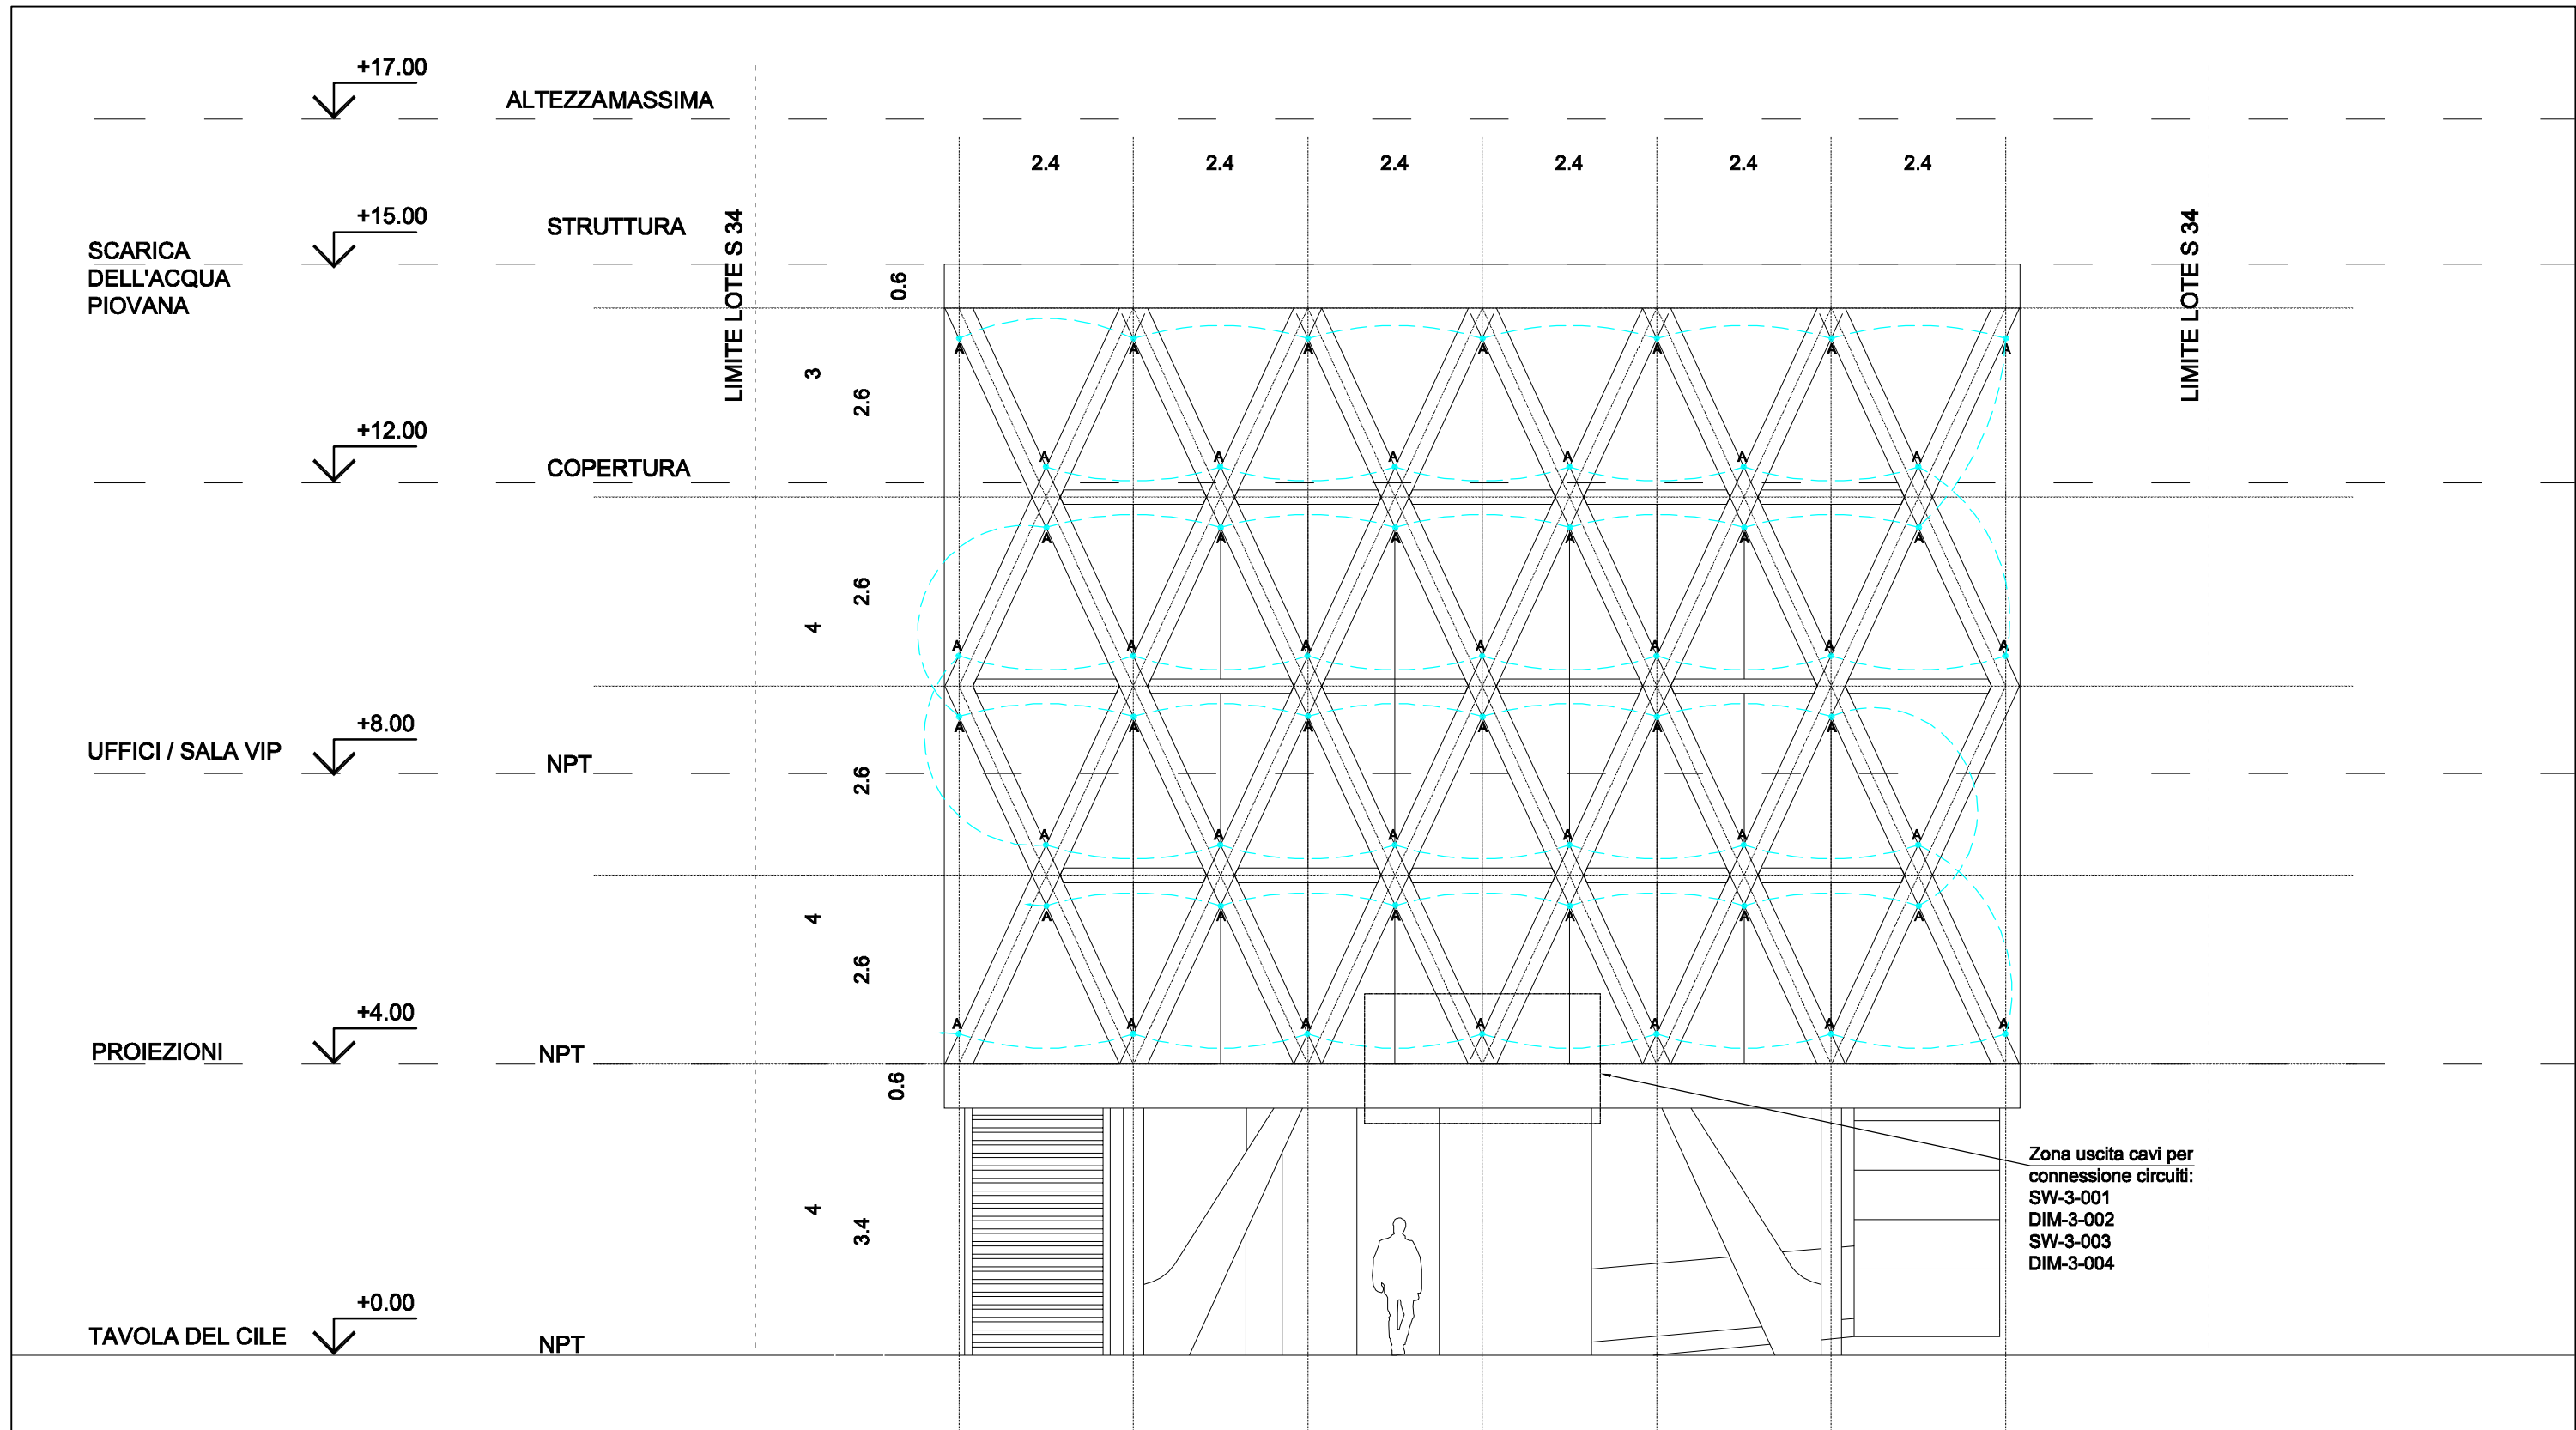 +17.00
ALTEZZAMASSIMA
2.4 2.4 2.4 2.4 2.4 2.4
+15.00
STRUTTURA
SCARICA
DELL'ACQUA
PIOVANA
LIMITE LOTE S 34
LIMITE LOTE S 34
0.6
A A A A A A A
3
2.6
+12.00
COPERTURA
A A A A A A
A A A A A A
2.6
4
A A A A A A A
+8.00
UFFICI / SALA VIP
NPT
A A A A A A
2.6
A A A A A A
4
A A A A A A
2.6
+4.00
PROIEZIONI
NPT
A A A A A A A
0.6
Zona uscita cavi per
connessione circuiti:
SW-3-001
DIM-3-002
SW-3-003
DIM-3-004
4
3.4
+0.00
TAVOLA DEL CILE
NPT